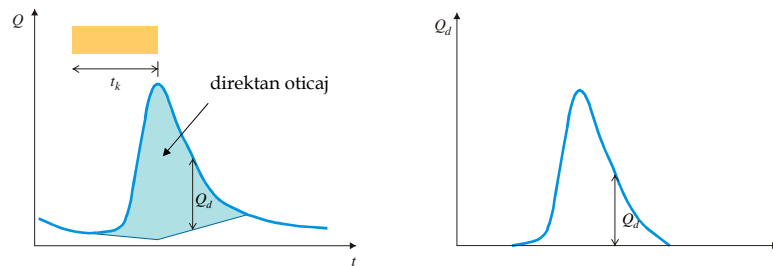 Q
t_k
direktan oticaj
Q_d
t
Q_d
Q_d